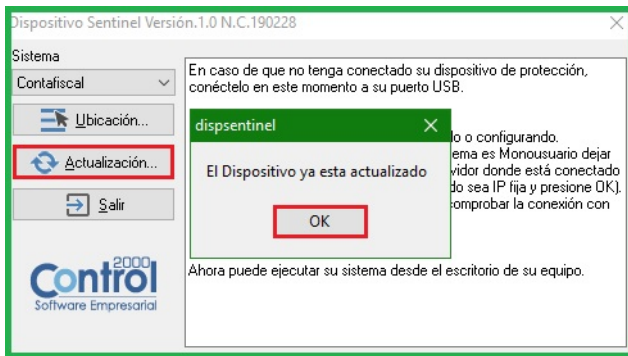 Dispositivo Sentinel Versión.1.0 N.C.190228
Sistema
Contafiscal
Ubicación...
Actualización...
Salir
Control
2000
Software Empresarial
En caso de que no tenga conectado su dispositivo de protección,
conéctelo en este momento a su puerto USB.
lo o configurando.
ema es Monousuario dejar
vidor donde está conectado
do sea IP fija y presione OK).
comprobar la conexión con
Ahora puede ejecutar su sistema desde el escritorio de su equipo.
dispsentinel
El Dispositivo ya esta actualizado
OK